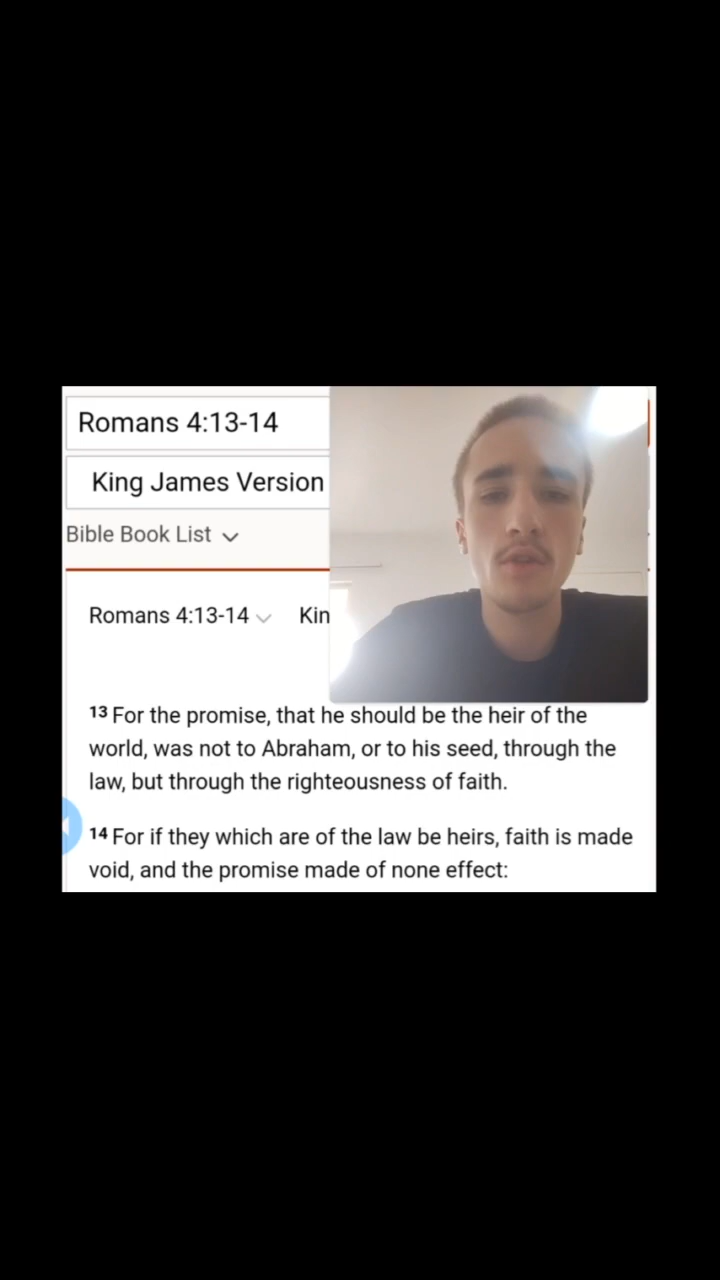 Romans 4:13-14
King James Version
Bible Book List
Romans 4:13-14 Kin
13 For the promise, that he should be the heir of the
world, was not to Abraham, or to his seed, through the
law, but through the righteousness of faith.
14 For if they which are of the law be heirs, faith is made
void, and the promise made of none effect: